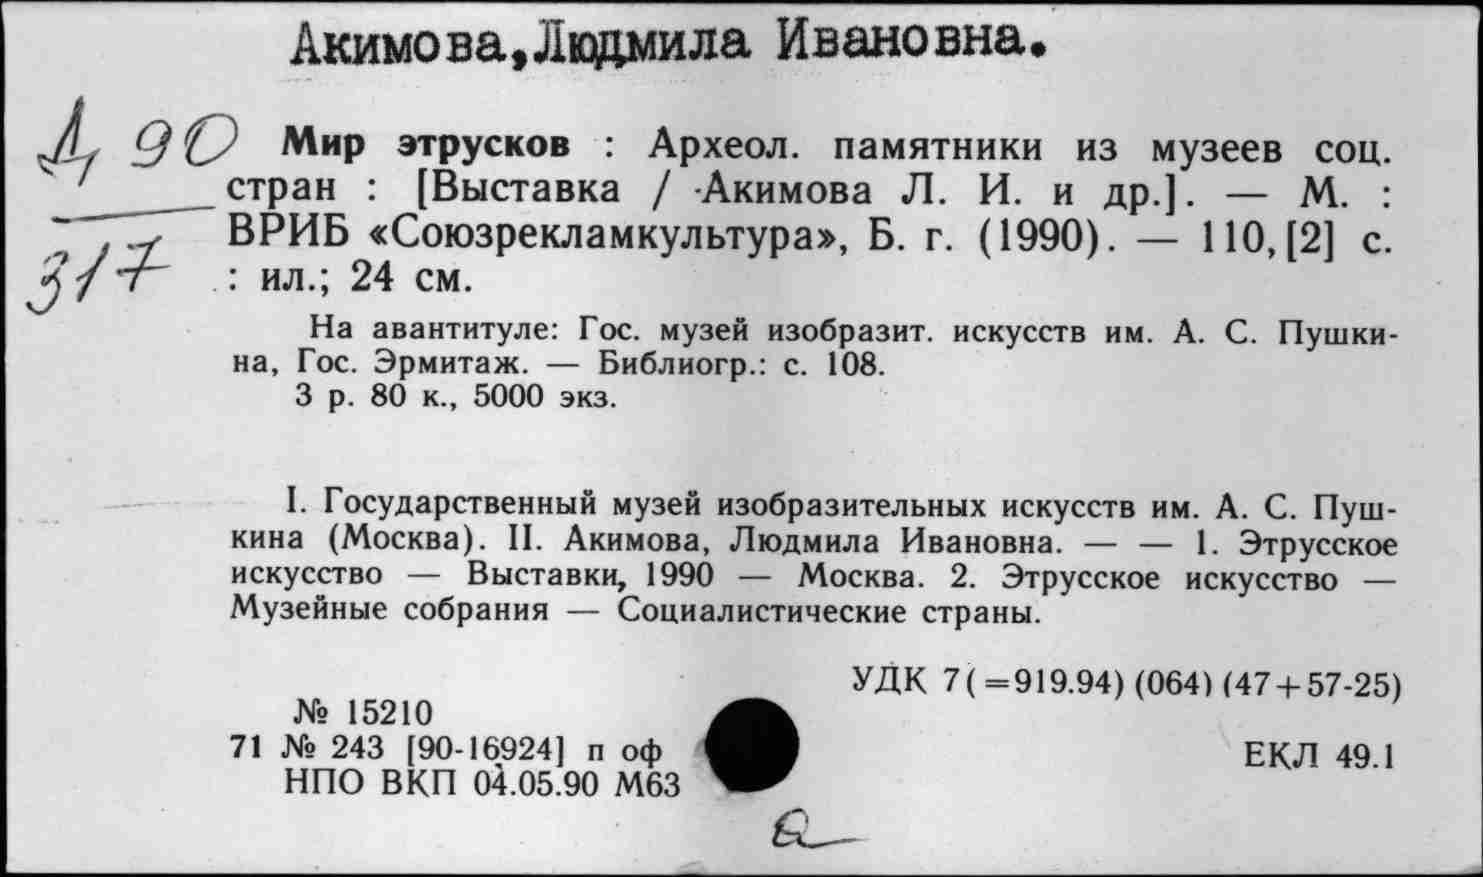 Акимова,Людмила Ивановна.
Д 90
317
Мир этрусков : Археол. памятники из музеев соц.
стран : [Выставка / Акимова Л. И. и др.]. — М. :
ВРИБ «Союзрекламкультура», Б. г. (1990). — 110,[2] с.
: ил.; 24 см.
На авантитуле: Гос. музей изобразит. искусств им. А. С. Пушки-
на, Гос. Эрмитаж. — Библиогр.: с. 108.
3 р. 80 к., 5000 экз.
I. Государственный музей изобразительных искусств им. А. С. Пуш-
кина (Москва). II. Акимова, Людмила Ивановна. — — 1. Этрусское
искусство — Выставки, 1990 — Москва. 2. Этрусское искусство —
Музейные собрания — Социалистические страны.
УДК 7(=919.94)(064)(47+57-25)
№ 15210
71 № 243 [90-16924] п оф
ЕКЛ 49.1
НПО ВКП 04.05.90 М63